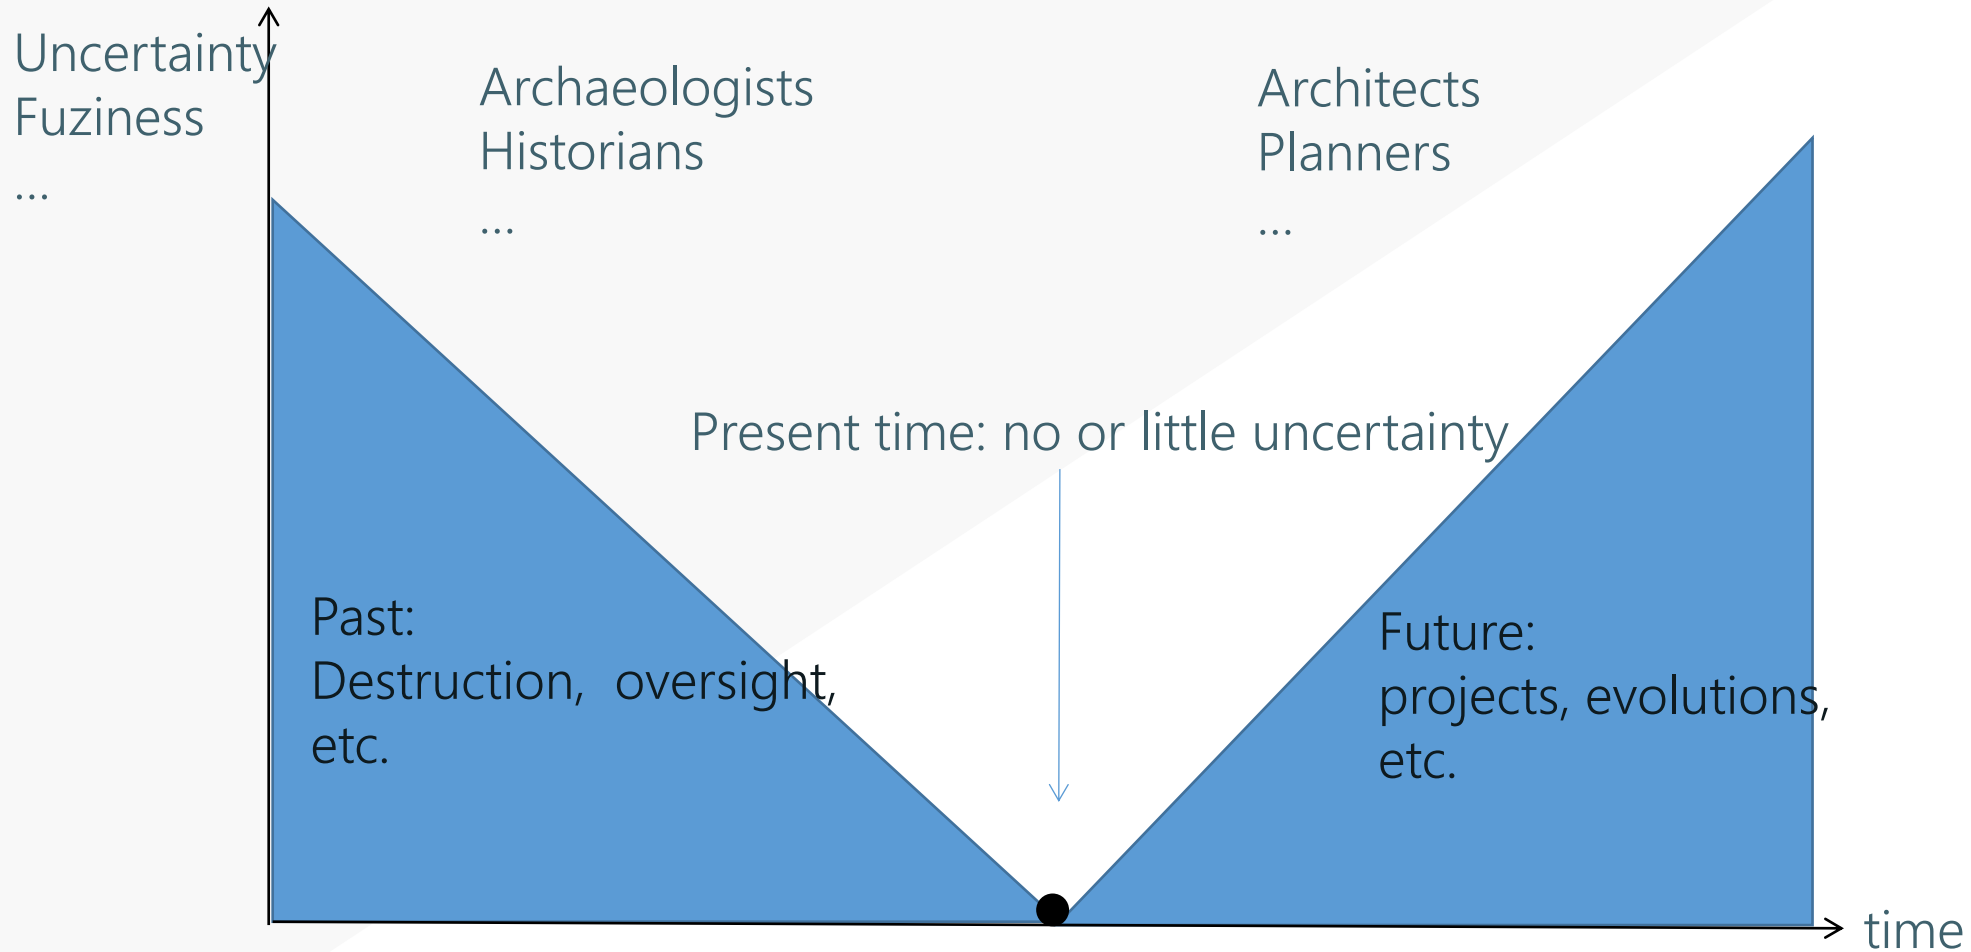 Uncertainty
Fuziness
...
Archaeologists
Historians
...
Architects
Planners
...
Present time: no or little uncertainty
Past:
Destruction,  oversight,
etc.
Future:
projects, evolutions,
etc.
time